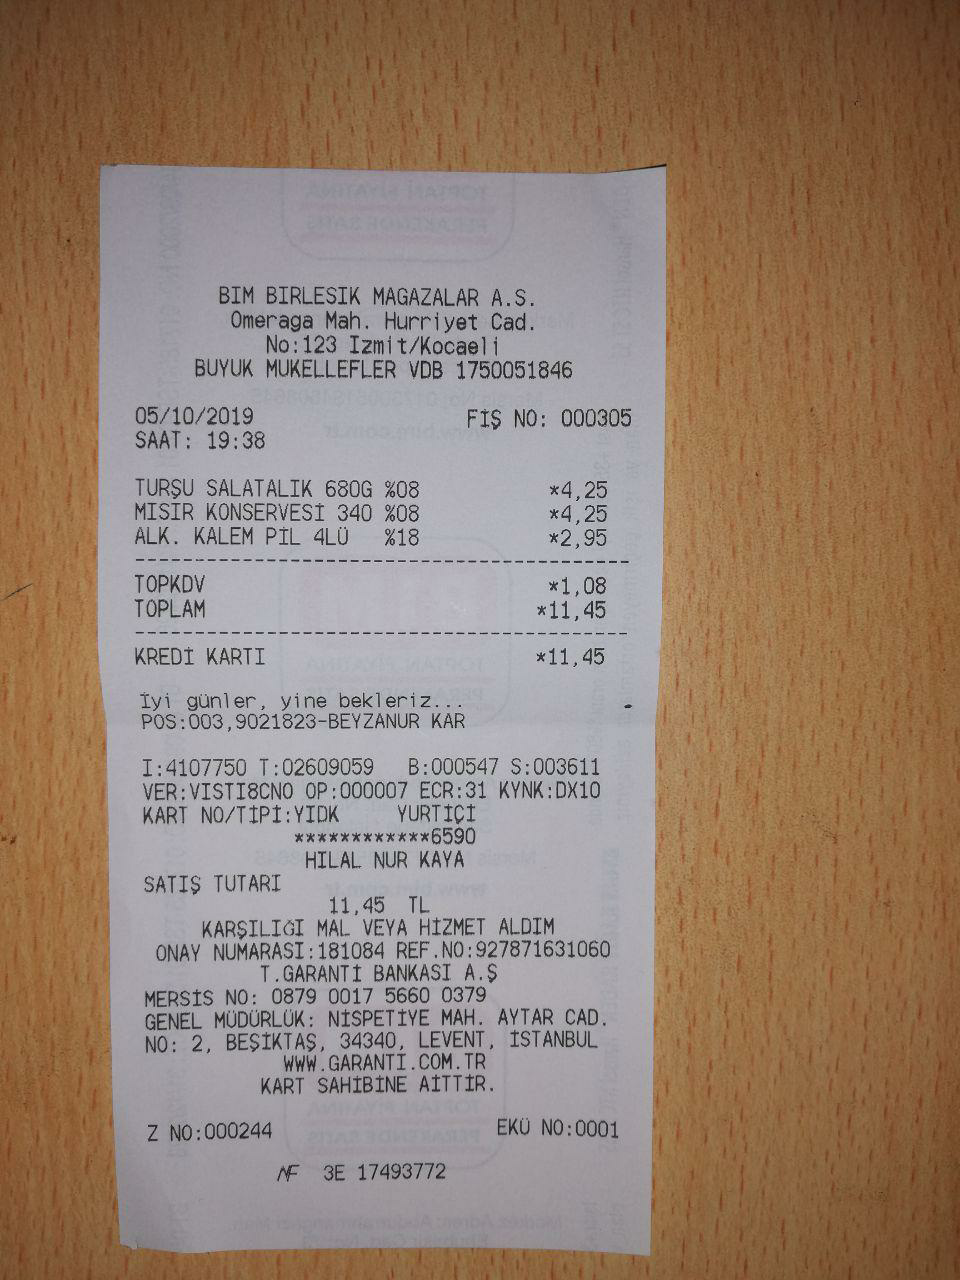 BIM BIRLESIK MAGAZALAR A.S.
Omeraga Mah. Hurriyet Cad.
No:123 Izmit/Kocaeli
BUYUK MUKELLEFLER VDB 1750051846
05/10/2019 FİŞ NO: 000305
SAAT: 19:38
TURŞU SALATALIK 680G %08 *4,25
MISIR KONSERVESİ 340 %08 *4,25
ALK. KALEM PİL 4LÜ %18 *2,95
TOPKDV *1,08
TOPLAM *11,45
KREDİ KARTI *11,45
İyi günler, yine bekleriz...
POS:003,9021823-BEYZANUR KAR
I:4107750 T:02609059 B:000547 S:003611
VER:VISTI8CNO OP:000007 ECR:31 KYNK:DX10
KART NO/TİPİ:YIDK YURTİÇİ
************6590
HILAL NUR KAYA
SATIŞ TUTARI
11,45 TL
KARŞILIĞI MAL VEYA HİZMET ALDIM
ONAY NUMARASI:181084 REF.NO:927871631060
T.GARANTİ BANKASI A.Ş
MERSİS NO: 0879 0017 5660 0379
GENEL MÜDÜRLÜK: NİSPETİYE MAH. AYTAR CAD.
NO: 2, BEŞİKTAŞ, 34340, LEVENT, İSTANBUL
WWW.GARANTI.COM.TR
KART SAHİBİNE AİTTİR.
Z NO:000244 EKÜ NO:0001
MF 3E 17493772